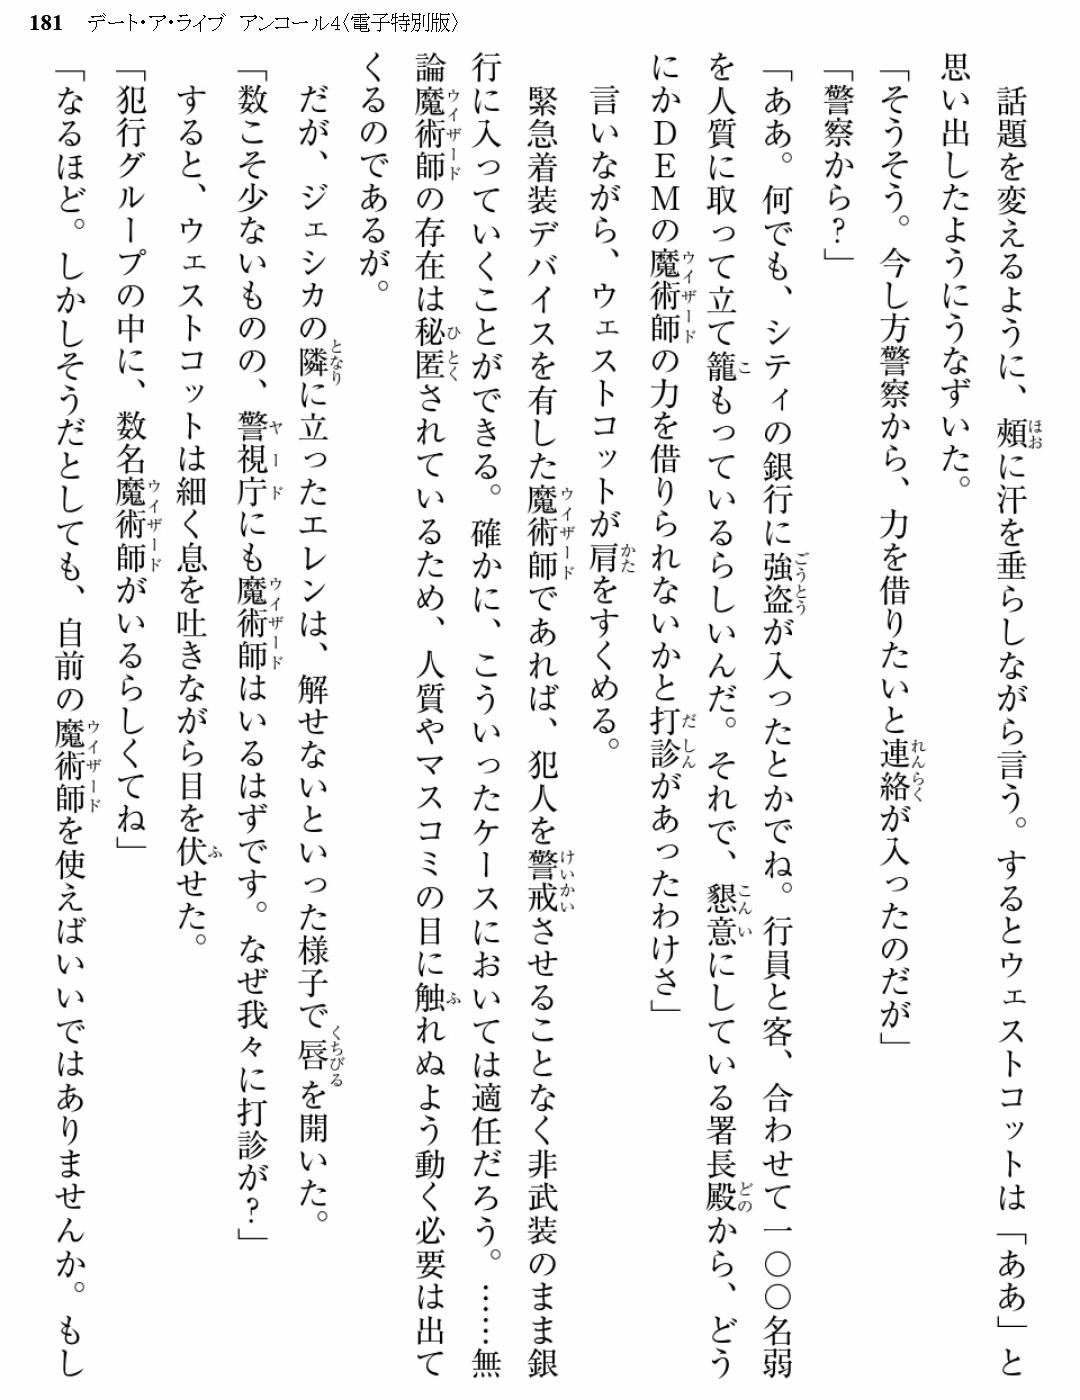 181 デート・ア・ライブ アンコール4〈電子特別版〉
話題を変えるように、頰に汗を垂らしながら言う。するとウェストコットは「ああ」と
思い出したようにうなずいた。
「そうそう。今し方警察から、力を借りたいと連絡が入ったのだが」
「警察から？」
「ああ。何でも、シティの銀行に強盗が入ったとかでね。行員と客、合わせて一〇〇名弱
を人質に取って立て籠もっているらしいんだ。それで、懇意にしている署長殿から、どう
にかＤＥＭの魔術師の力を借りられないかと打診があったわけさ」
言いながら、ウェストコットが肩をすくめる。
緊急着装デバイスを有した魔術師であれば、犯人を警戒させることなく非武装のまま銀
行に入っていくことができる。確かに、こういったケースにおいては適任だろう。……無
論魔術師の存在は秘匿されているため、人質やマスコミの目に触れぬよう動く必要は出て
くるのであるが。
だが、ジェシカの隣に立ったエレンは、解せないといった様子で唇を開いた。
「数こそ少ないものの、警視庁にも魔術師はいるはずです。なぜ我々に打診が？」
すると、ウェストコットは細く息を吐きながら目を伏せた。
「犯行グループの中に、数名魔術師がいるらしくてね」
「なるほど。しかしそうだとしても、自前の魔術師を使えばいいではありませんか。もし